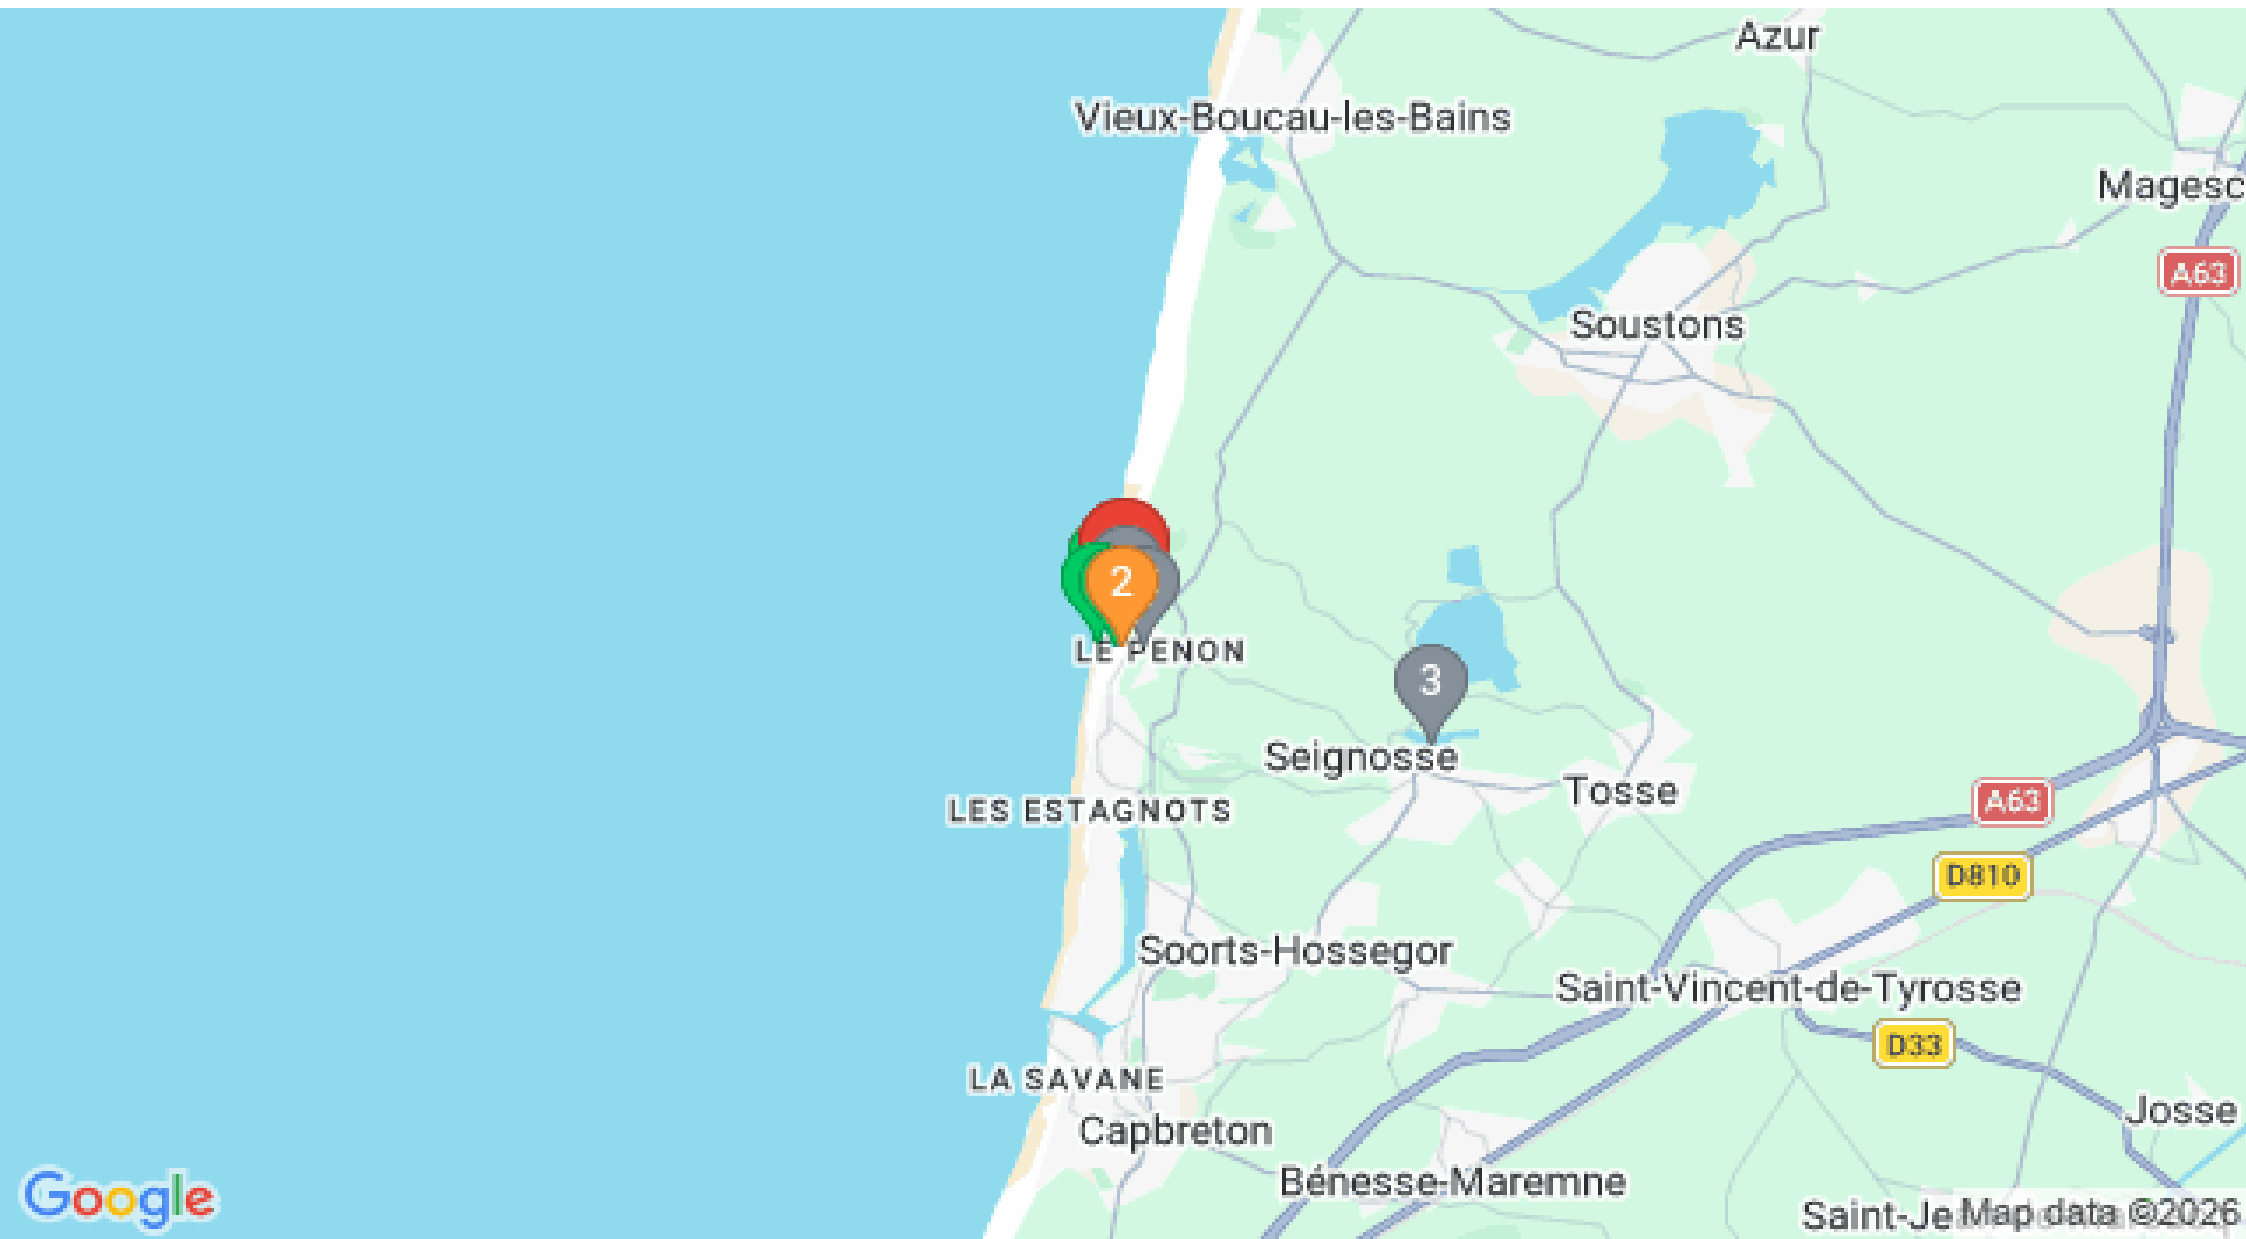 Azur
Vieux-Boucau-les-Bains
Magesc
A63
Soustons
2
LE PENON
3
Seignosse
Tosse
A63
LES ESTAGNOTS
D810
Soorts-Hossegor
Saint-Vincent-de-Tyrosse
D33
LA SAVANE
Josse
Capbreton
Bénesse-Maremne
Google
Saint-Je
Map data ©2026